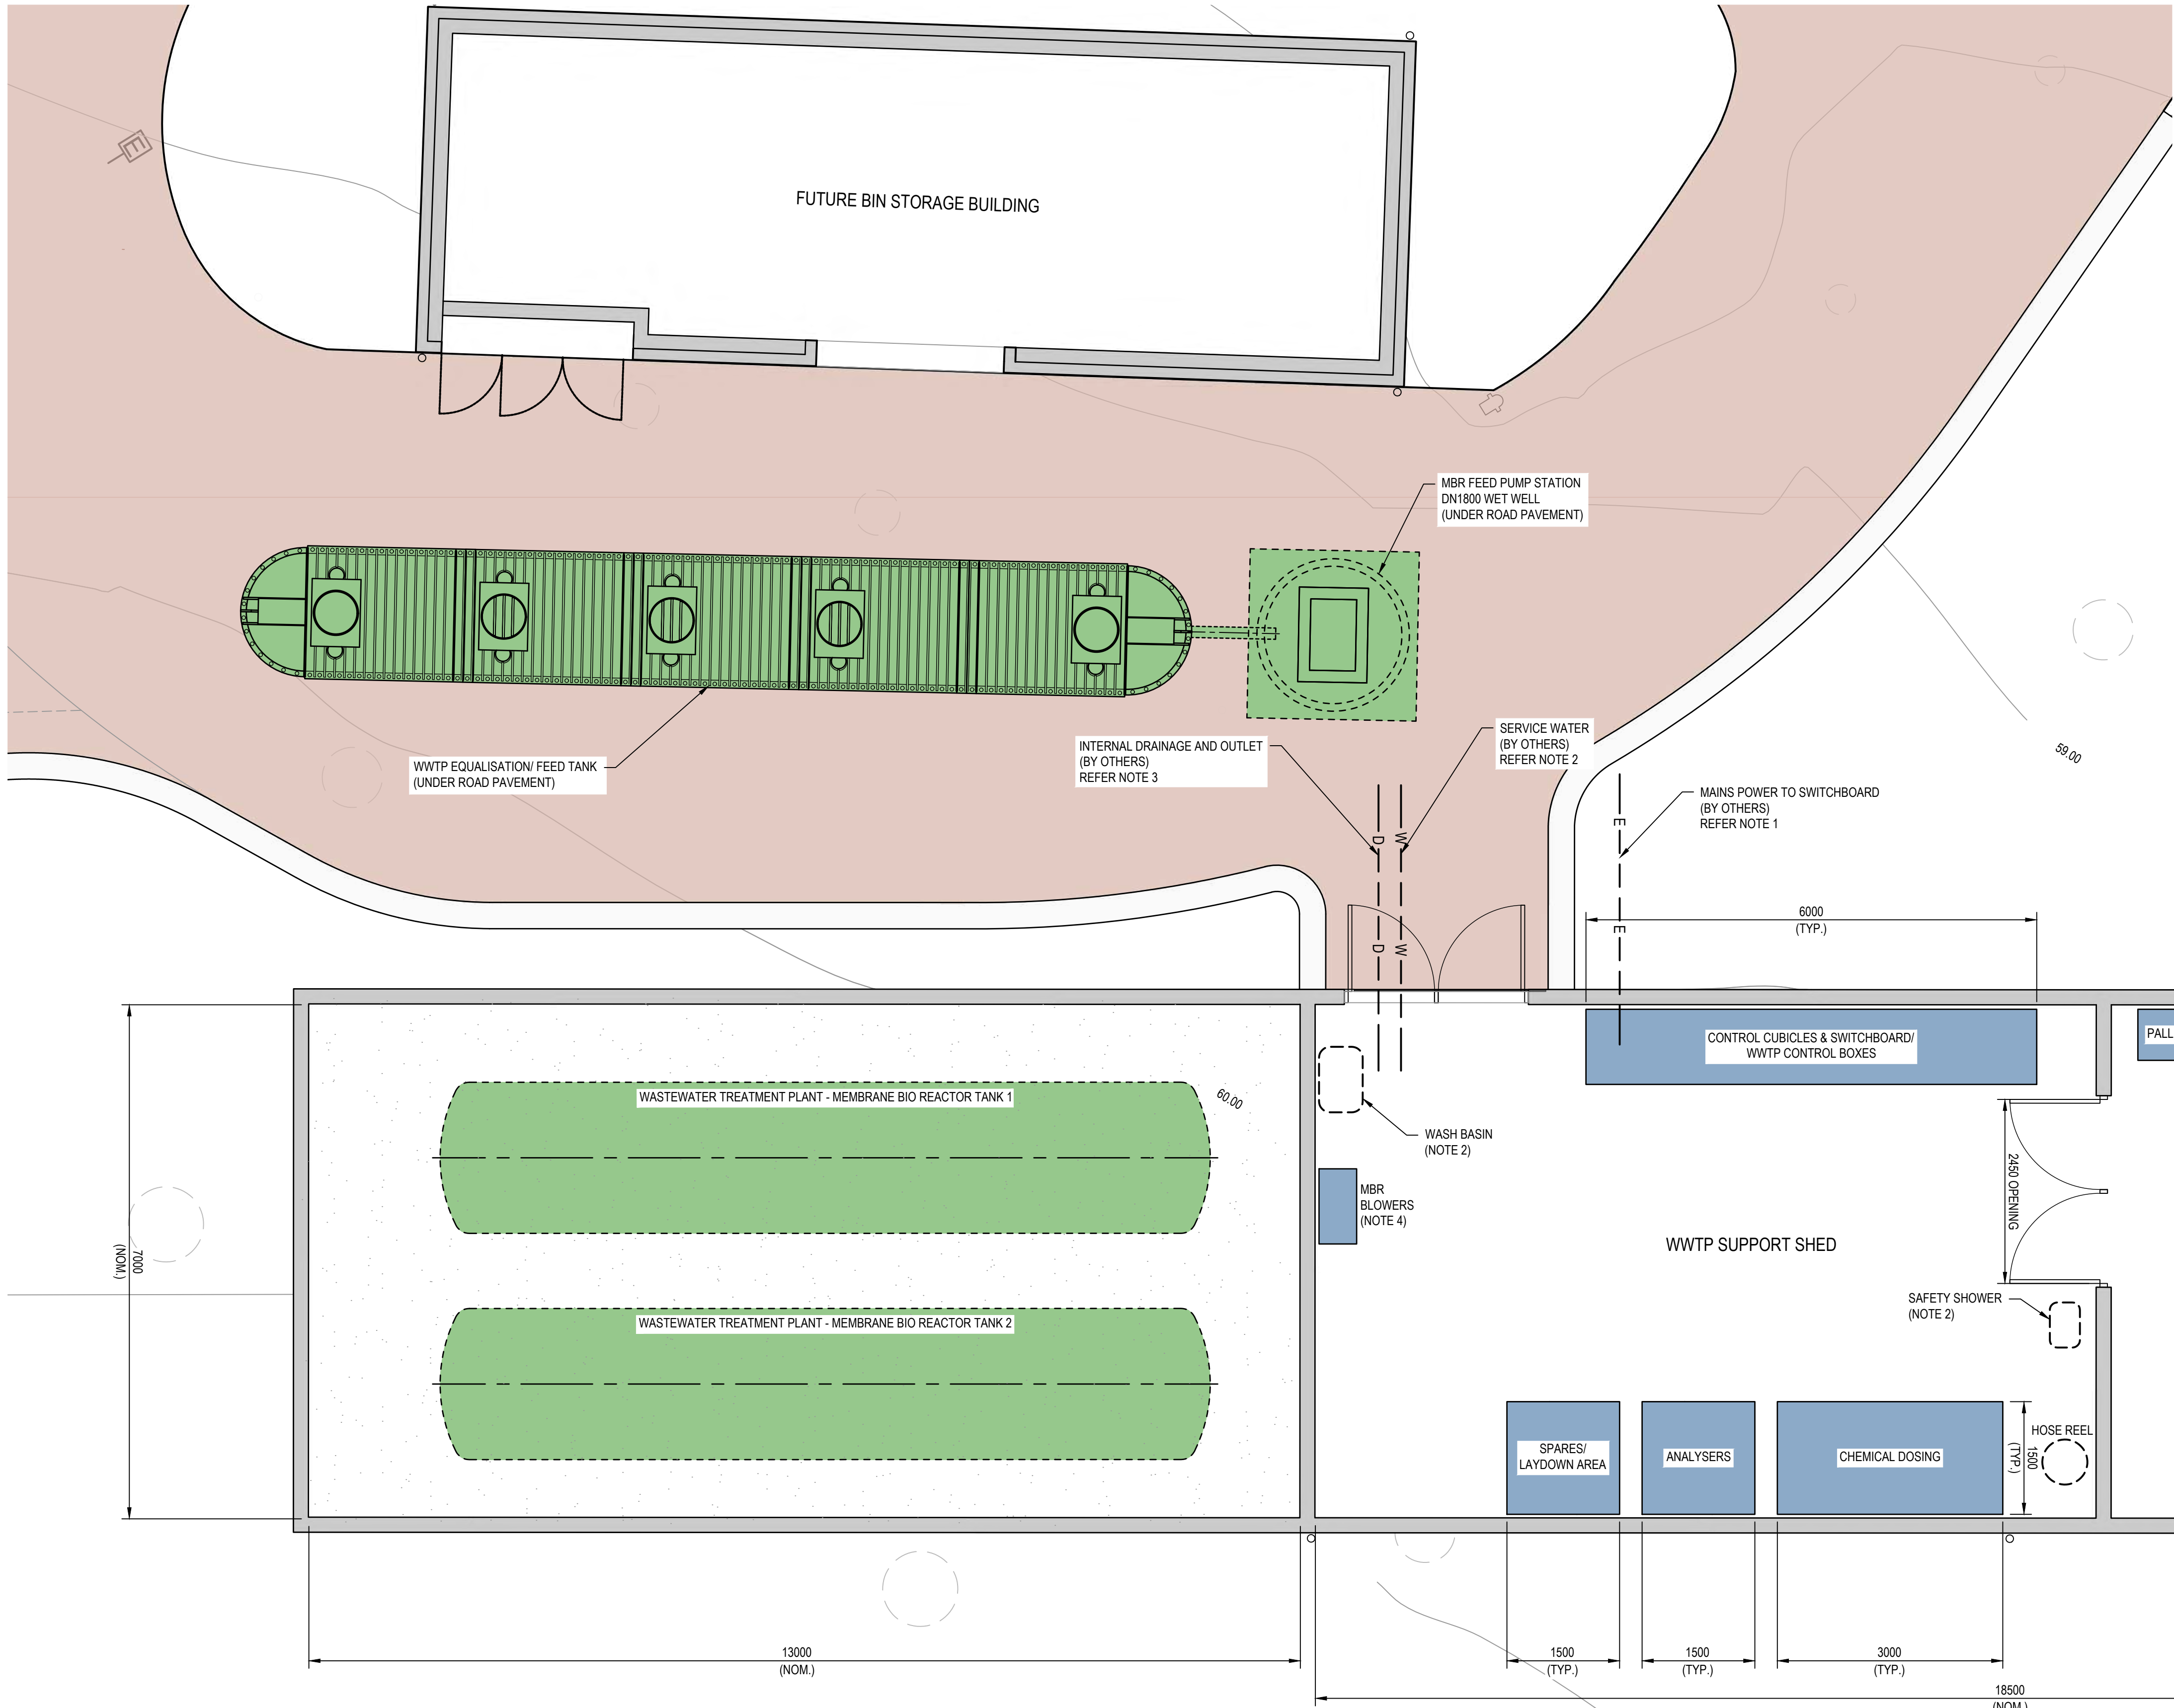 E
FUTURE BIN STORAGE BUILDING
MBR FEED PUMP STATION
DN1800 WET WELL
(UNDER ROAD PAVEMENT)
SERVICE WATER
(BY OTHERS)
REFER NOTE 2
INTERNAL DRAINAGE AND OUTLET
(BY OTHERS)
REFER NOTE 3
59.00
WWTP EQUALISATION/ FEED TANK
(UNDER ROAD PAVEMENT)
MAINS POWER TO SWITCHBOARD
(BY OTHERS)
REFER NOTE 1
D
W
E
6000
(TYP.)
D
W
E
CONTROL CUBICLES & SWITCHBOARD/
WWTP CONTROL BOXES
PALL
WASTEWATER TREATMENT PLANT - MEMBRANE BIO REACTOR TANK 1
60.00
WASH BASIN
(NOTE 2)
2450 OPENING
MBR
BLOWERS
(NOTE 4)
7000
(NOM.)
WWTP SUPPORT SHED
SAFETY SHOWER
(NOTE 2)
WASTEWATER TREATMENT PLANT - MEMBRANE BIO REACTOR TANK 2
HOSE REEL
SPARES/
LAYDOWN AREA
ANALYSERS
CHEMICAL DOSING
1500
(TYP.)
13000
(NOM.)
1500
(TYP.)
1500
(TYP.)
3000
(TYP.)
18500
(NOM.)